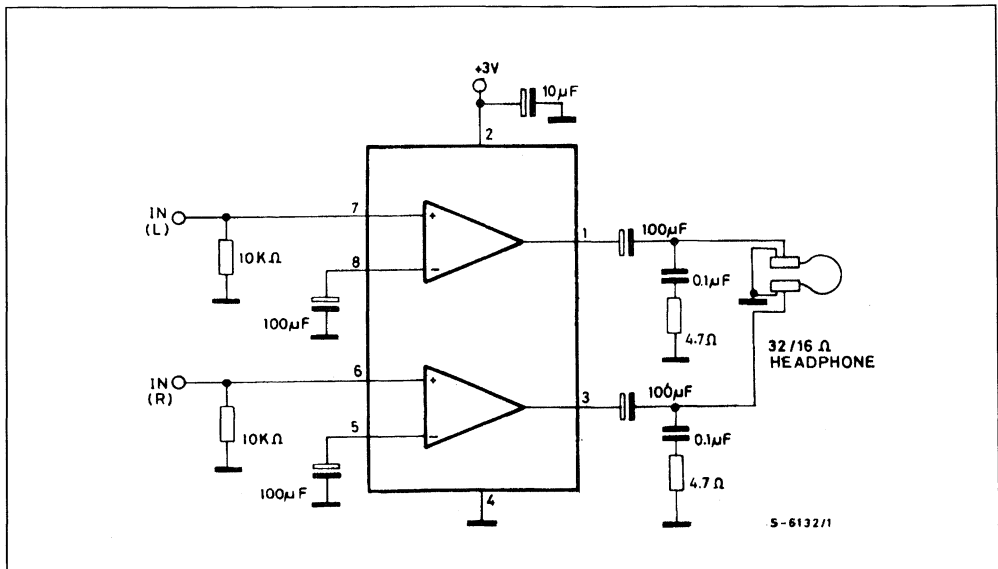 +3V
10µF
2
IN
(L)
7
1
100µF
10KΩ
8
0.1µF
100µF
4.7Ω
32/16 Ω
HEADPHONE
IN
(R)
6
3
100µF
10KΩ
5
0.1µF
100µF
4.7Ω
4
S-6132/1
+
−
+
−